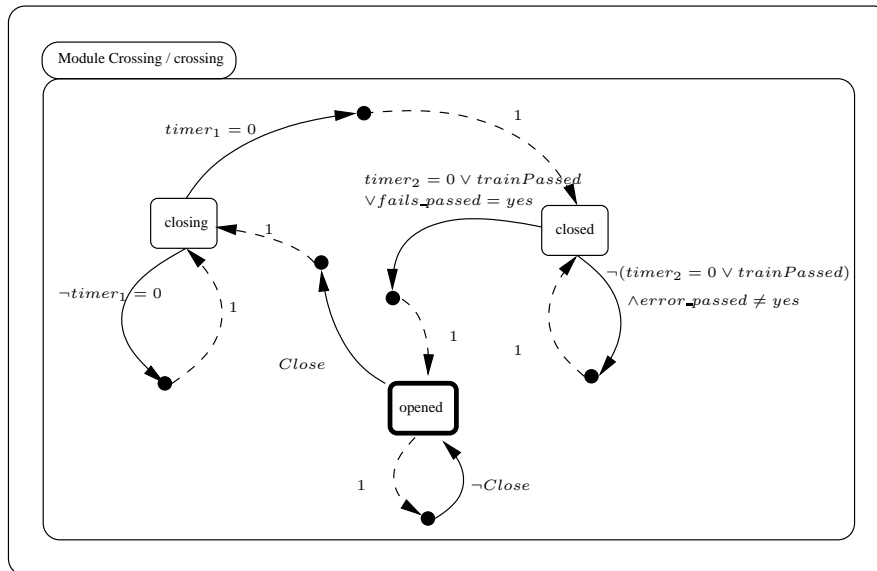 Module Crossing / crossing
timer₁ = 0
1
timer₂ = 0 ∨ trainPassed
∨fails_passed = yes
closing
1
closed
¬timer₁ = 0
1
¬(timer₂ = 0 ∨ trainPassed)
∧error_passed ≠ yes
1
1
Close
opened
1
¬Close